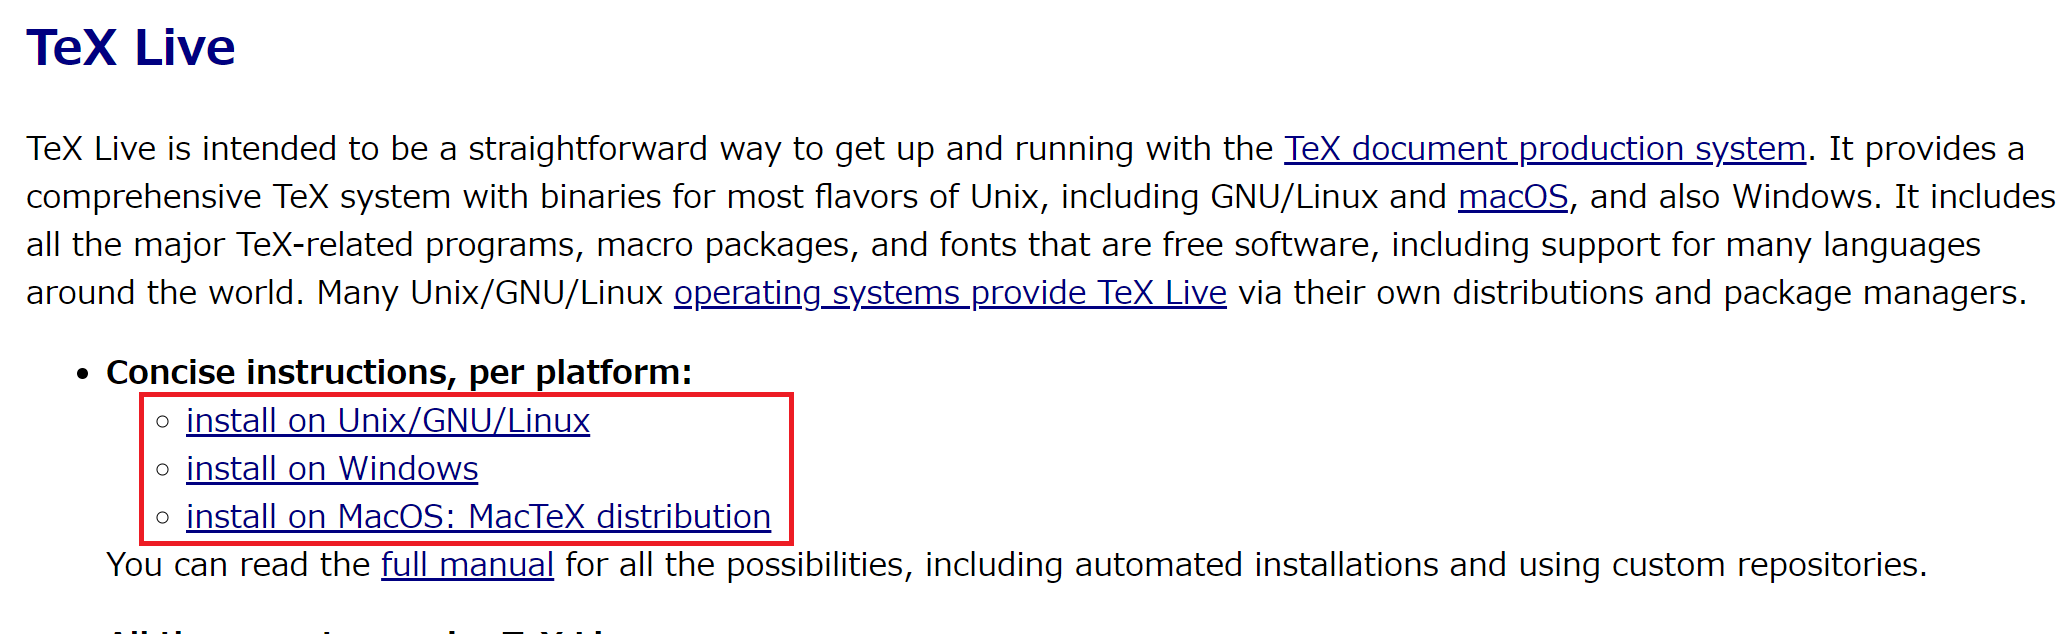 TeX Live
TeX Live is intended to be a straightforward way to get up and running with the TeX document production system. It provides a
comprehensive TeX system with binaries for most flavors of Unix, including GNU/Linux and macOS, and also Windows. It includes
all the major TeX-related programs, macro packages, and fonts that are free software, including support for many languages
around the world. Many Unix/GNU/Linux operating systems provide TeX Live via their own distributions and package managers.
• Concise instructions, per platform:
◦ install on Unix/GNU/Linux
◦ install on Windows
◦ install on MacOS: MacTeX distribution
You can read the full manual for all the possibilities, including automated installations and using custom repositories.